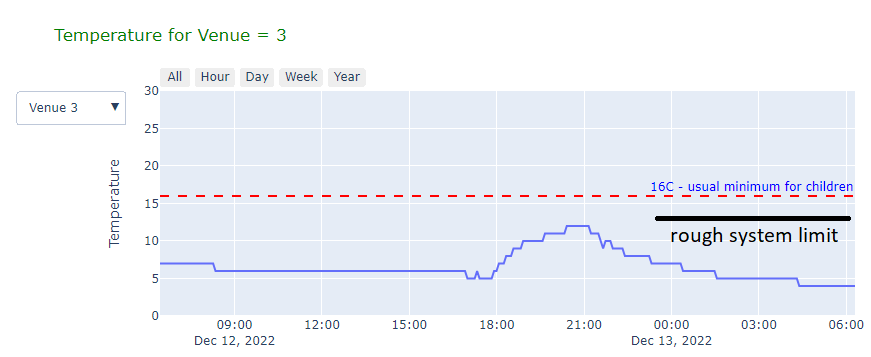 Temperature for Venue = 3
All Hour Day Week Year
Venue 3 ▼
Temperature
30
25
20
15
10
5
0
16C - usual minimum for children
rough system limit
09:00 12:00 15:00 18:00 21:00 00:00 03:00 06:00
Dec 12, 2022 Dec 13, 2022